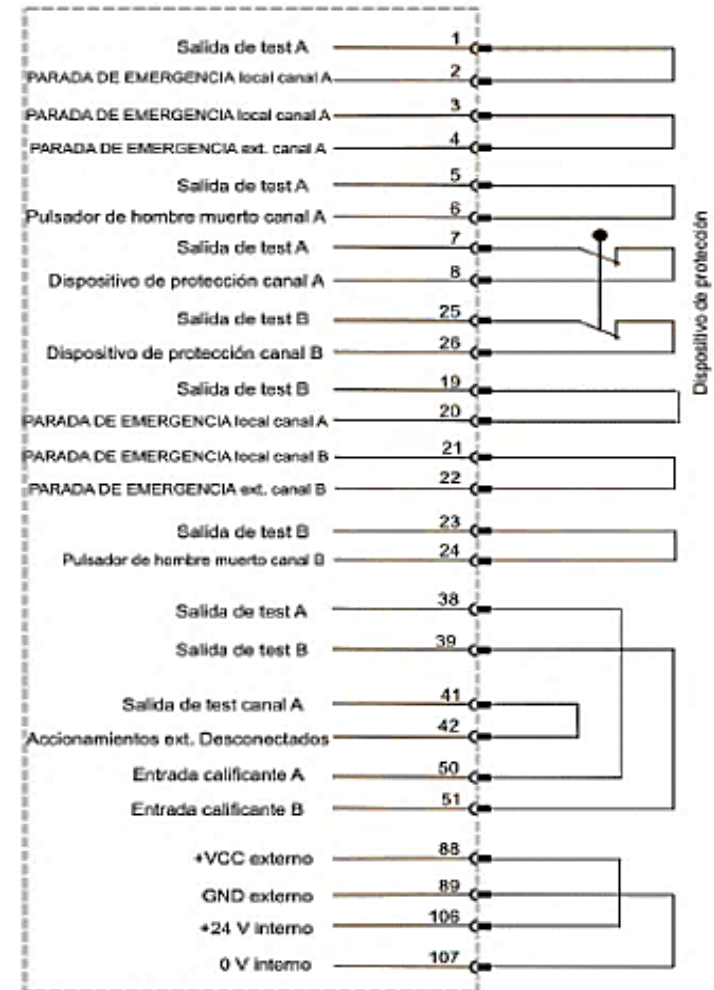 Salida de test A 1
PARADA DE EMERGENCIA local canal A 2
PARADA DE EMERGENCIA local canal A 3
PARADA DE EMERGENCIA ext. canal A 4
Salida de test A 5
Pulsador de hombre muerto canal A 6
Salida de test A 7
Dispositivo de protección canal A 8
Salida de test B 25
Dispositivo de protección canal B 26
Salida de test B 19
PARADA DE EMERGENCIA local canal A 20
PARADA DE EMERGENCIA local canal B 21
PARADA DE EMERGENCIA ext. canal B 22
Salida de test B 23
Pulsador de hombre muerto canal B 24
Salida de test A 38
Salida de test B 39
Salida de test canal A 41
Accionamientos ext. Desconectados 42
Entrada calificante A 50
Entrada calificante B 51
+VCC externo 88
GND externo 89
+24 V interno 106
0 V interno 107
Dispositivo de protección